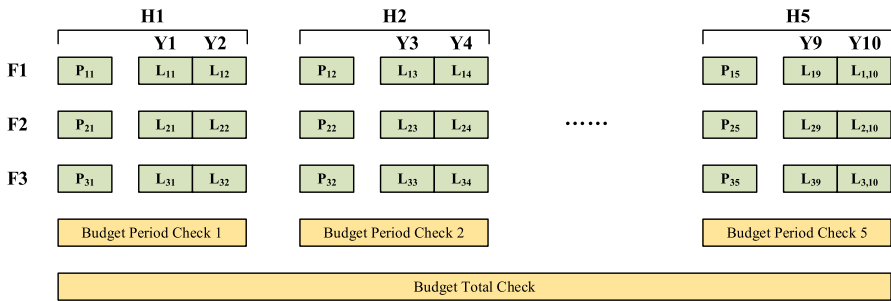 H1 H2 H5
Y1 Y2 Y3 Y4 Y9 Y10
F1 P₁₁ L₁₁ L₁₂ P₁₂ L₁₃ L₁₄ P₁₅ L₁₉ L₁,₁₀
F2 P₂₁ L₂₁ L₂₂ P₂₂ L₂₃ L₂₄ ...... P₂₅ L₂₉ L₂,₁₀
F3 P₃₁ L₃₁ L₃₂ P₃₂ L₃₃ L₃₄ P₃₅ L₃₉ L₃,₁₀
Budget Period Check 1 Budget Period Check 2 Budget Period Check 5
Budget Total Check